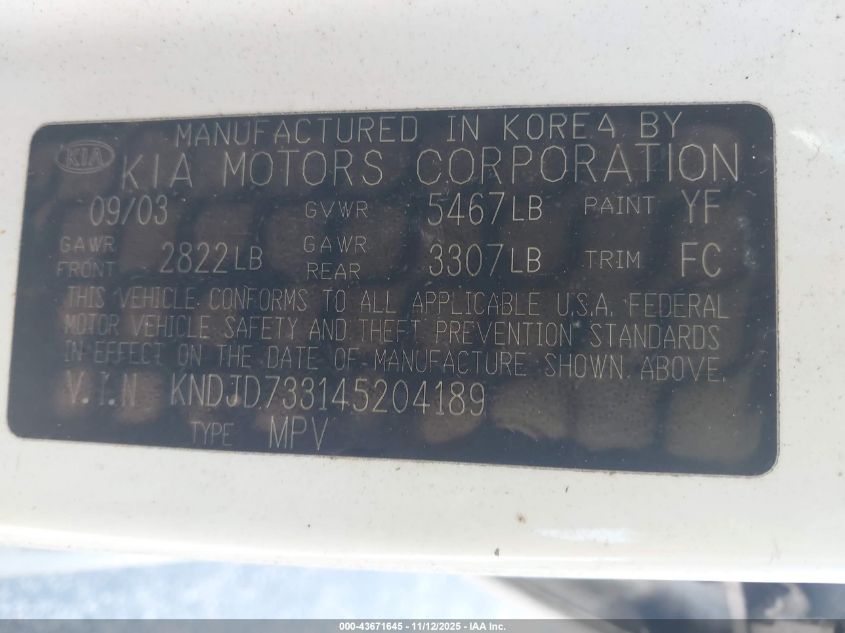 MANUFACTURED IN KOREA BY
KIA KIA MOTORS CORPORATION
09/03 GVWR 5467LB PAINT YF
GAWR FRONT 2822LB GAWR REAR 3307LB TRIM FC
THIS VEHICLE CONFORMS TO ALL APPLICABLE U.S.A. FEDERAL
MOTOR VEHICLE SAFETY AND THEFT PREVENTION STANDARDS
IN EFFECT ON THE DATE OF MANUFACTURE SHOWN ABOVE.
V.I.N KNDJD733145204189
TYPE MPV
000-43671645 - 11/12/2025 - IAA Inc.